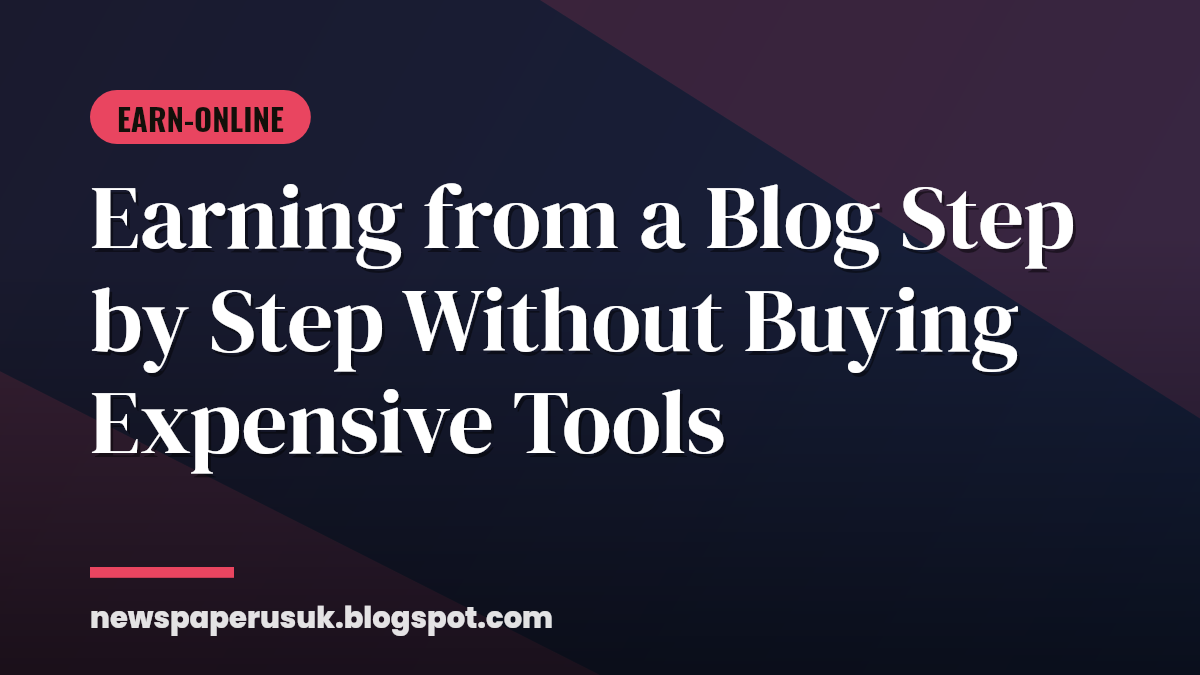 EARN-ONLINE
Earning from a Blog Step
by Step Without Buying
Expensive Tools
newspaperusuk.blogspot.com